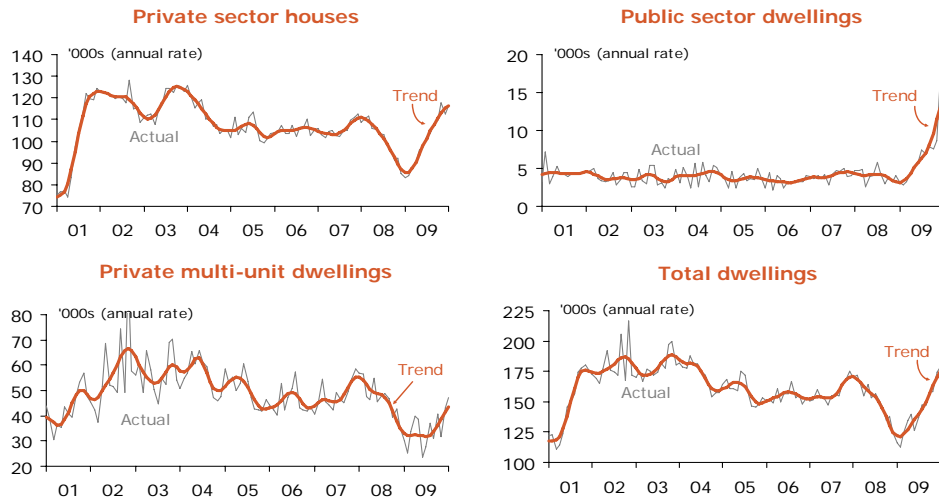 Private sector houses
'000s (annual rate)
140
130
120
110
100
90
80
70
Trend
Actual
01 02 03 04 05 06 07 08 09
Public sector dwellings
'000s (annual rate)
20
15
10
5
0
Trend
Actual
01 02 03 04 05 06 07 08 09
Private multi-unit dwellings
'000s (annual rate)
80
70
60
50
40
30
20
Trend
Actual
01 02 03 04 05 06 07 08 09
Total dwellings
'000s (annual rate)
225
200
175
150
125
100
Trend
Actual
01 02 03 04 05 06 07 08 09